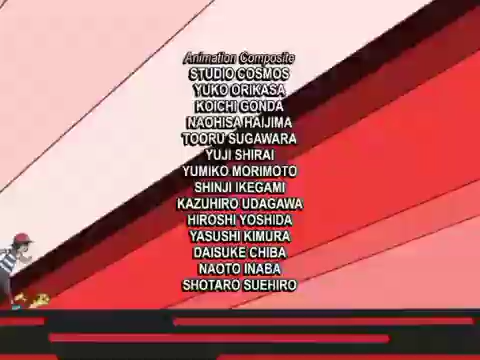 Animation Composite
STUDIO COSMOS
YUKO ORIKASA
KOICHI GONDA
NAOHISA HAIJIMA
TOORU SUGAWARA
YUJI SHIRAI
YUMIKO MORIMOTO
SHINJI IKEGAMI
KAZUHIRO UDAGAWA
HIROSHI YOSHIDA
YASUSHI KIMURA
DAISUKE CHIBA
NAOTO INABA
SHOTARO SUEHIRO